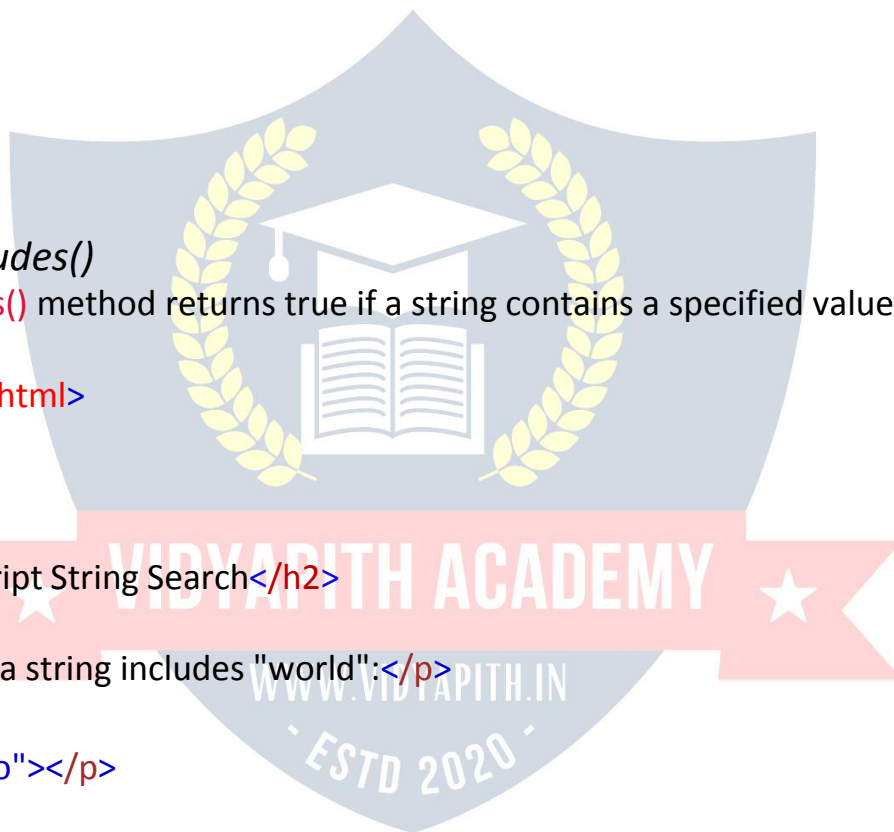 udes()
s() method returns true if a string contains a specified value
html>
ript String Search</h2>
VIDYAPITH ACADEMY
a string includes "world":</p>
WWW.VIDYAPITH.IN
"></p>
- ESTD 2020 -